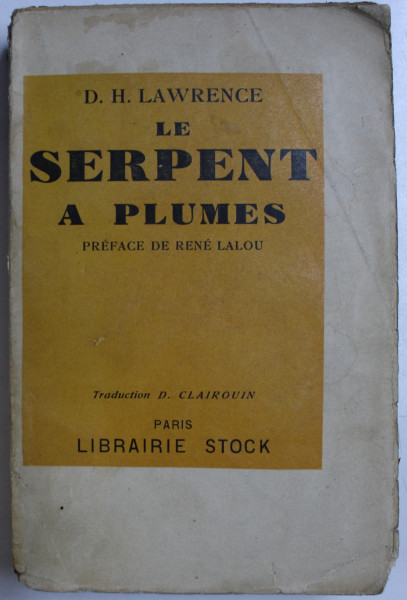 D. H. LAWRENCE
LE
SERPENT
A PLUMES
PRÉFACE DE RENÉ LALOU
Traduction D. CLAIROUIN
PARIS
LIBRAIRIE STOCK